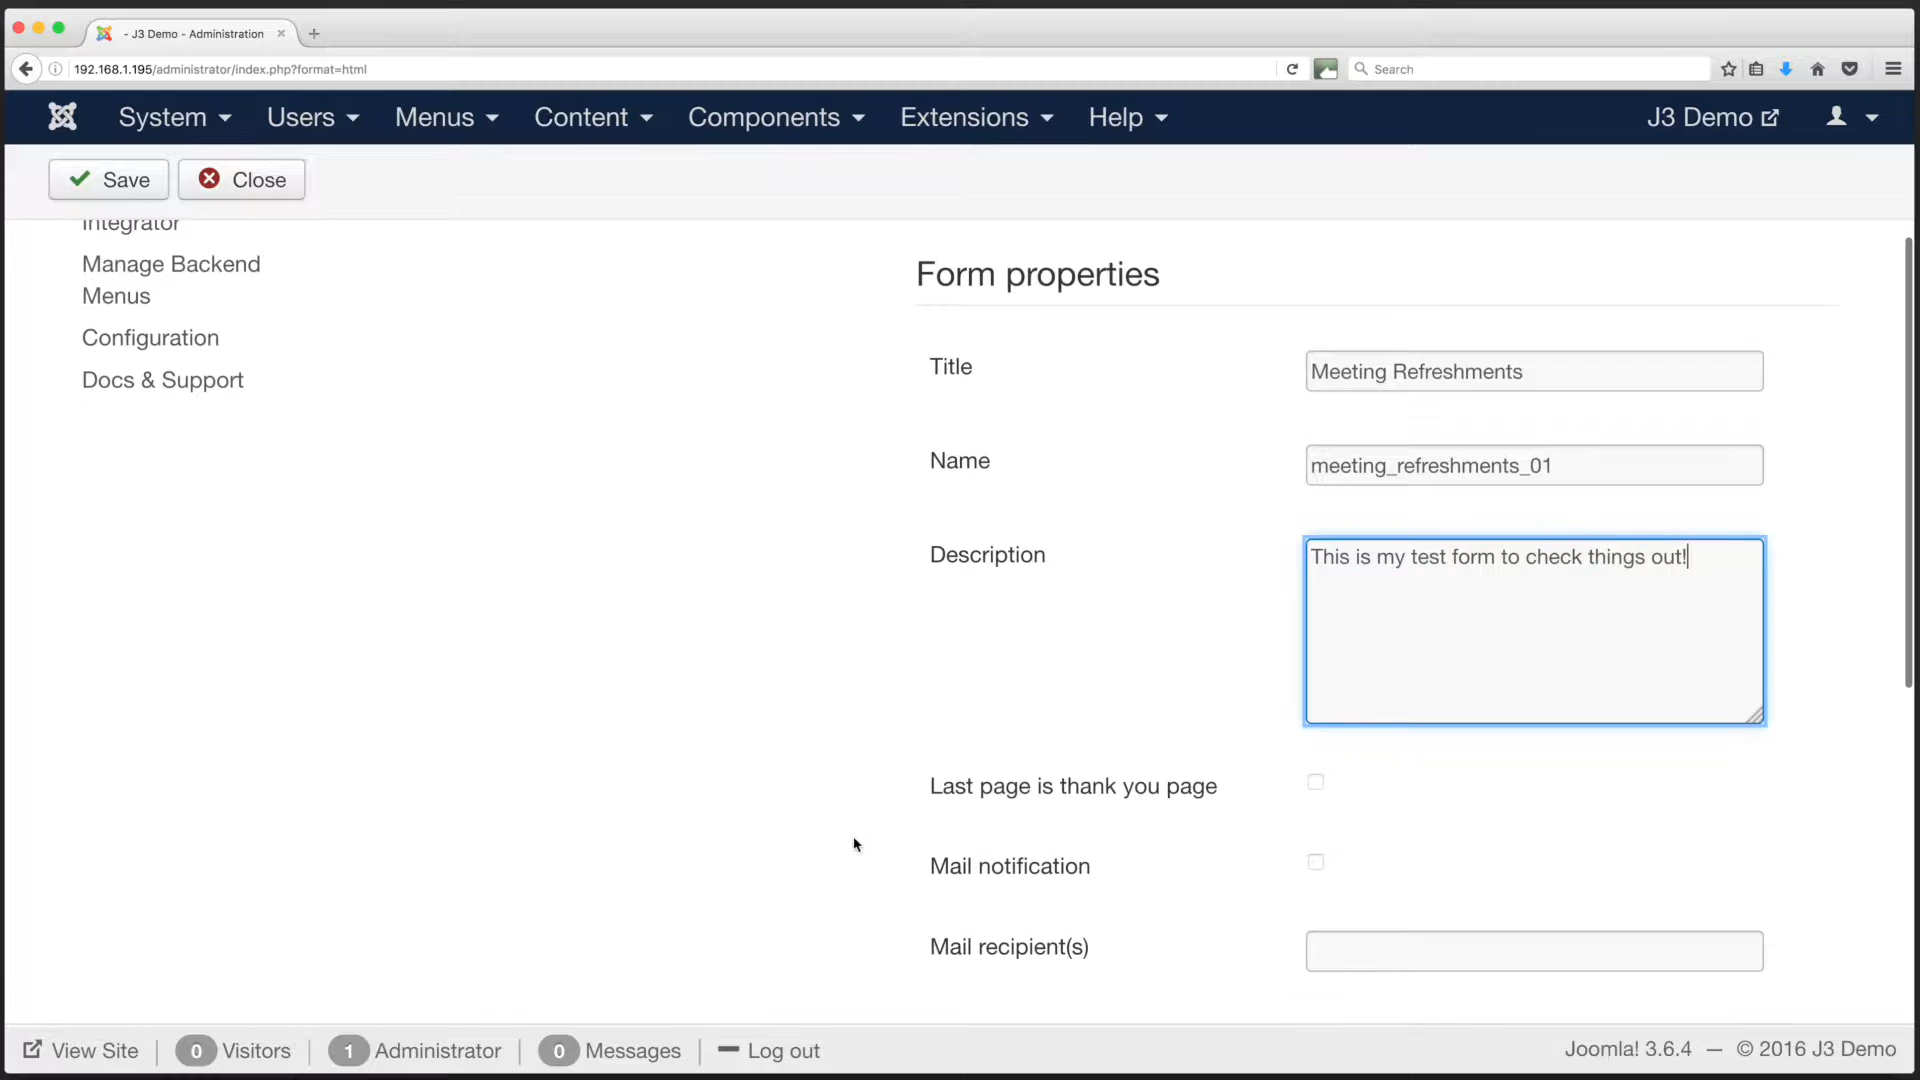 - J3 Demo - Administration
192.168.1.195/administrator/index.php?format=html
Search
System
Users
Menus
Content
Components
Extensions
Help
J3 Demo
Save
Close
Integrator
Manage Backend
Menus
Configuration
Docs & Support
Form properties
Title
Meeting Refreshments
Name
meeting_refreshments_01
Description
This is my test form to check things out!
Last page is thank you page
Mail notification
Mail recipient(s)
View Site
0 Visitors
1 Administrator
0 Messages
Log out
Joomla! 3.6.4 — © 2016 J3 Demo